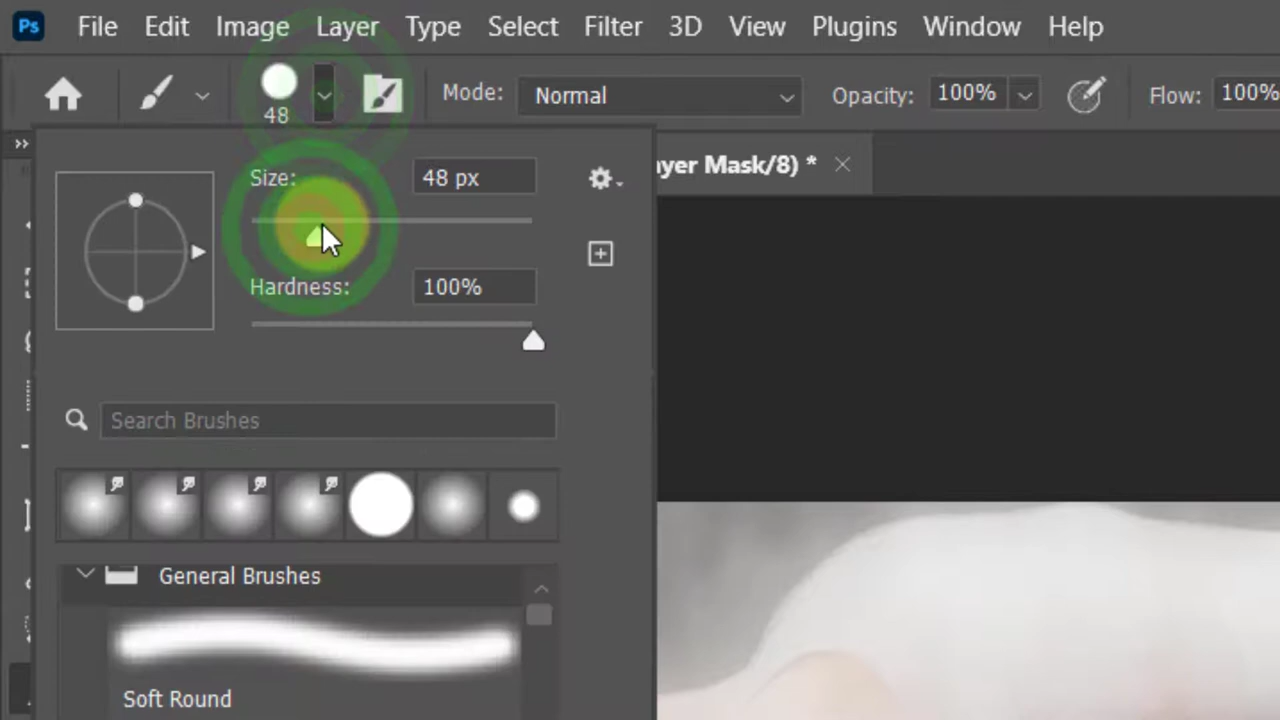 Ps File Edit Image Layer Type Select Filter 3D View Plugins Window Help
48 Mode: Normal Opacity: 100% Flow: 100%
ayer Mask/8) *
Size: 48 px
Hardness: 100%
Search Brushes
General Brushes
Soft Round